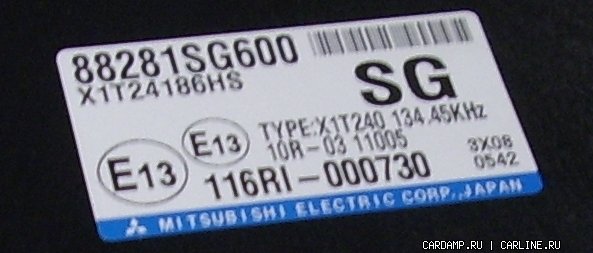 88281SG600
X1T24186HS
SG
TYPE:X1T240 134.45KHz
10R-03 11005
E13
E13
116RI-000730
3X08
0542
MITSUBISHI ELECTRIC CORP., JAPAN
CARDAMP.RU | CARLINE.RU